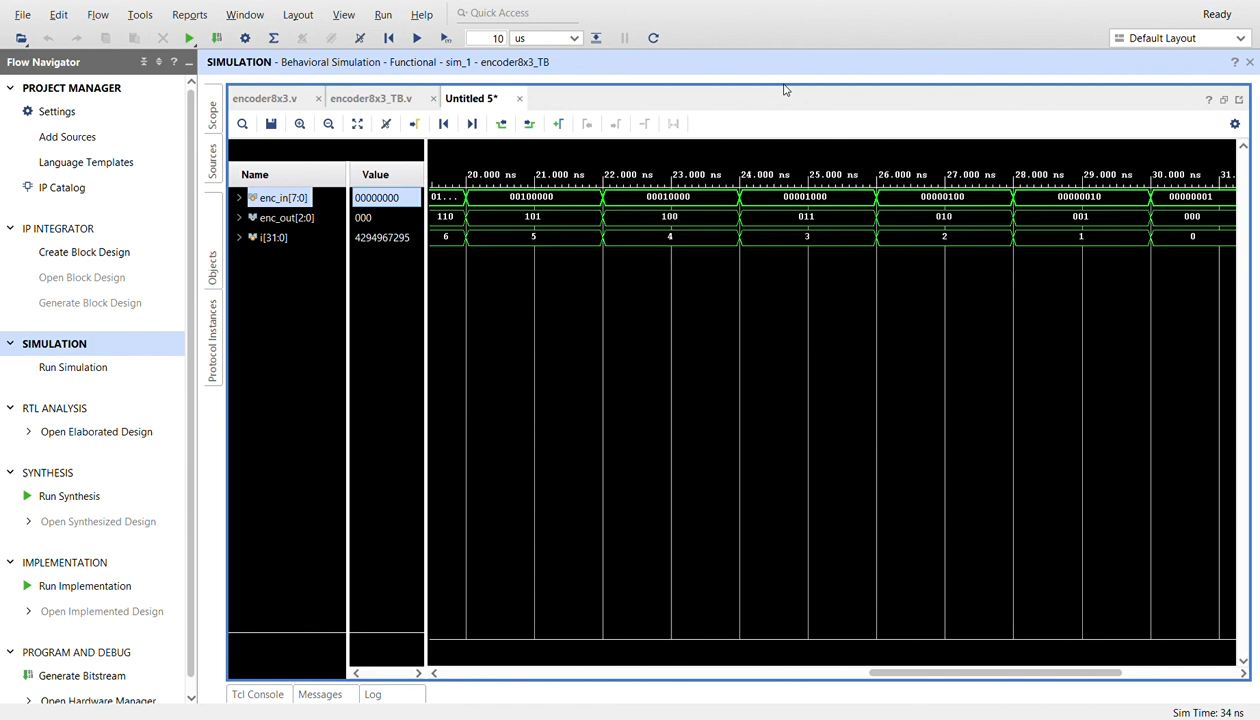 File Edit Flow Tools Reports Window Layout View Run Help Quick Access Ready
10 us Default Layout
Flow Navigator
SIMULATION - Behavioral Simulation - Functional - sim_1 - encoder8x3_TB
PROJECT MANAGER
Settings
Add Sources
Language Templates
IP Catalog
IP INTEGRATOR
Create Block Design
Open Block Design
Generate Block Design
SIMULATION
Run Simulation
RTL ANALYSIS
Open Elaborated Design
SYNTHESIS
Run Synthesis
Open Synthesized Design
IMPLEMENTATION
Run Implementation
Open Implemented Design
PROGRAM AND DEBUG
Generate Bitstream
Open Hardware Manager
Scope
Sources
Objects
Protocol Instances
encoder8x3.v encoder8x3_TB.v Untitled 5*
Name Value
20.000 ns 21.000 ns 22.000 ns 23.000 ns 24.000 ns 25.000 ns 26.000 ns 27.000 ns 28.000 ns 29.000 ns 30.000 ns 31.
enc_in[7:0] 00000000 01... 00100000 00010000 00001000 00000100 00000010 00000001
enc_out[2:0] 000 110 101 100 011 010 001 000
i[31:0] 4294967295 6 5 4 3 2 1 0
Tcl Console Messages Log
Sim Time: 34 ns